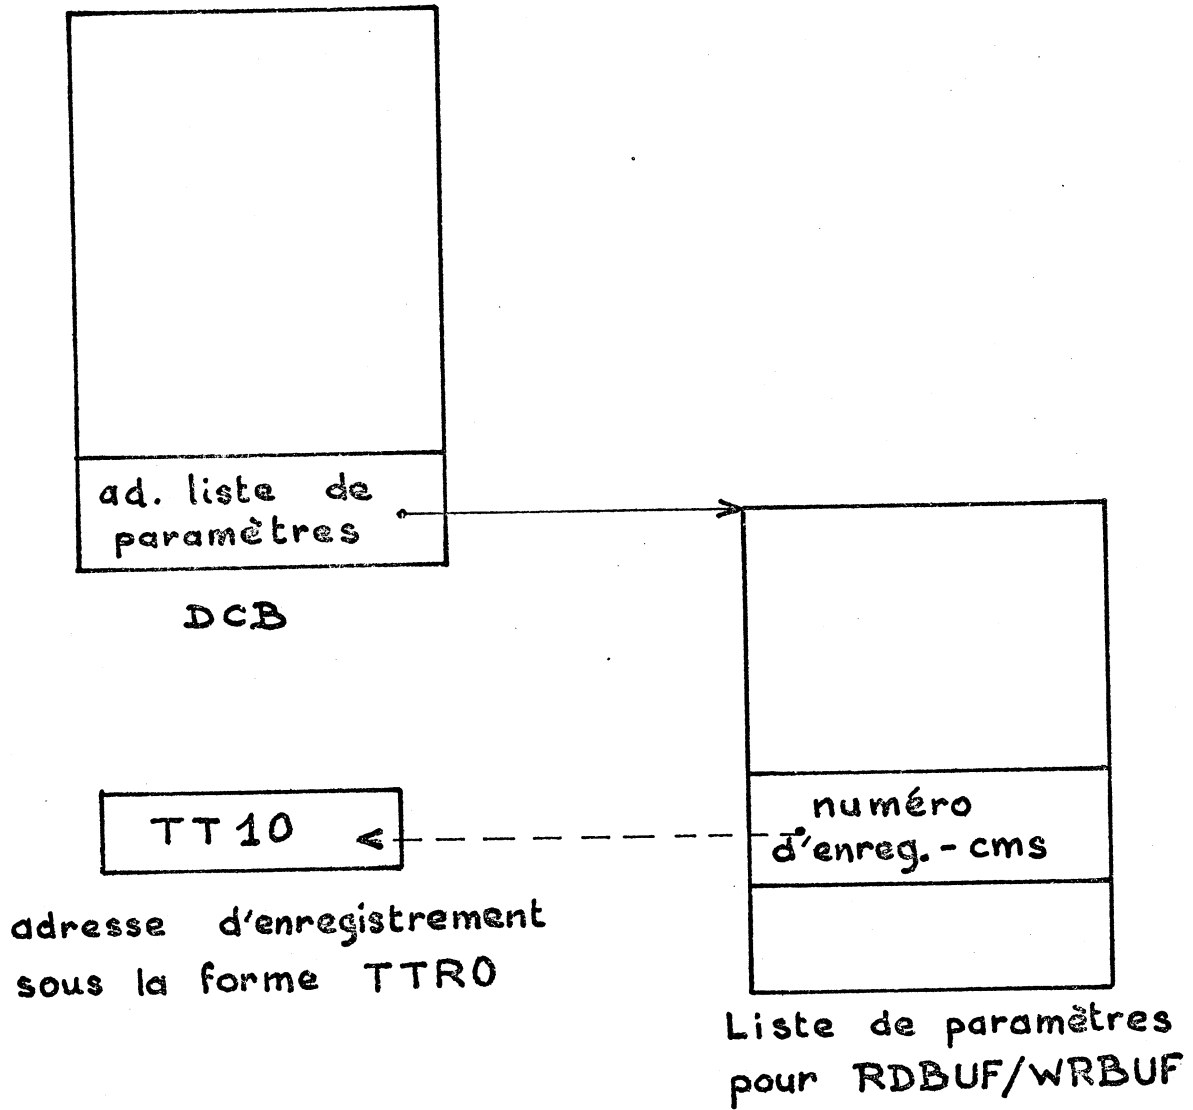 ad. liste de
paramètres
DCB
TT10
adresse d'enregistrement
sous la forme TTR0
numéro
d'enreg.-cms
Liste de paramètres
pour RDBUF/WRBUF